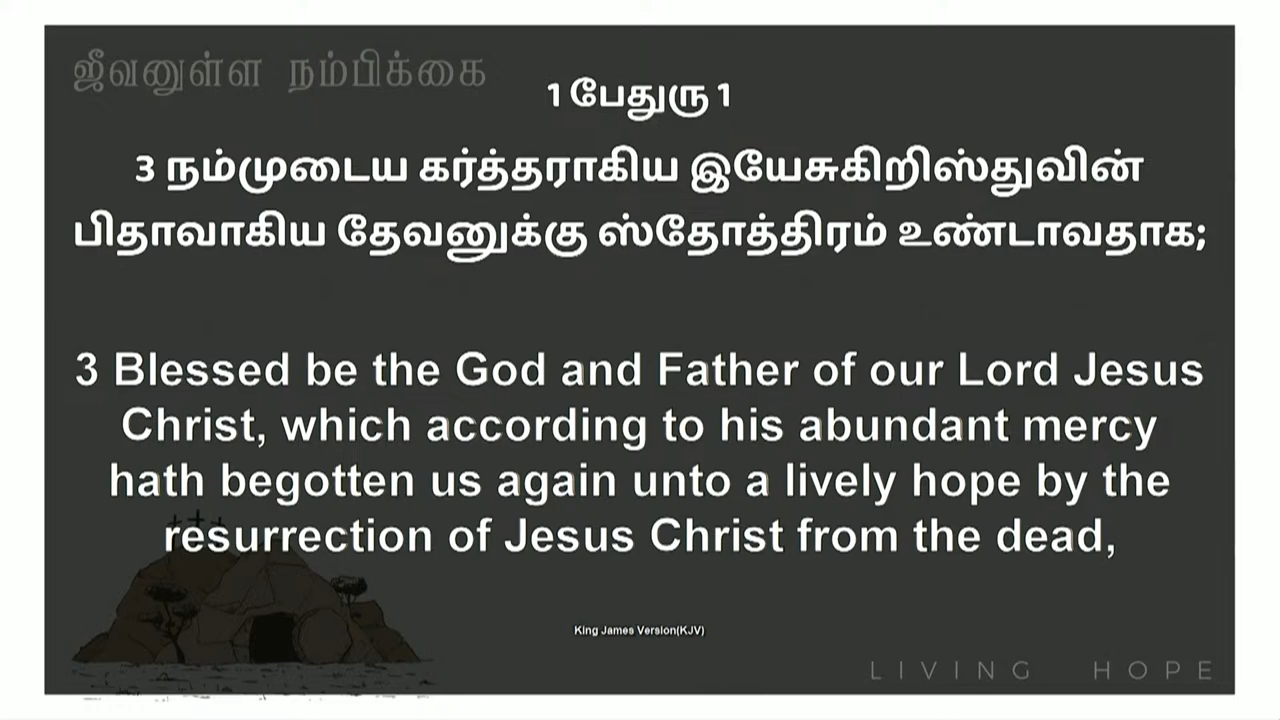 ஜீவனுள்ள நம்பிக்கை
1 பேதுரு 1
3 நம்முடைய கர்த்தராகிய இயேசுகிறிஸ்துவின்
பிதாவாகிய தேவனுக்கு ஸ்தோத்திரம் உண்டாவதாக;
3 Blessed be the God and Father of our Lord Jesus
Christ, which according to his abundant mercy
hath begotten us again unto a lively hope by the
resurrection of Jesus Christ from the dead,
King James Version(KJV)
LIVING HOPE